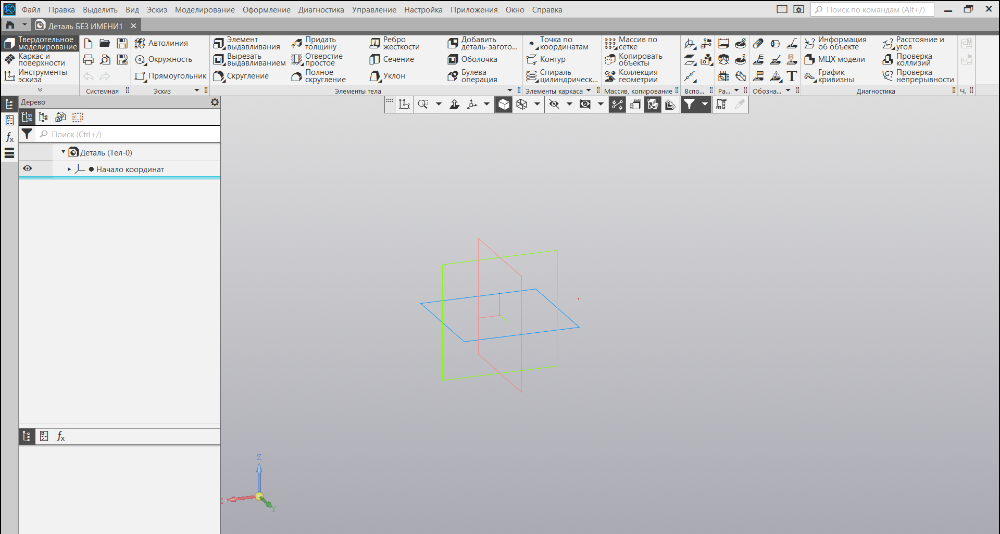 Файл Правка Выделить Вид Эскиз Моделирование Оформление Диагностика Управление Настройка Приложения Окно Справка Поиск по командам (Alt+/)
Деталь БЕЗ ИМЕНИ1
Твердотельное моделирование
Каркас и поверхности
Инструменты эскиза
Системная
Автолиния
Окружность
Прямоугольник
Эскиз
Элемент выдавливания
Вырезать выдавливанием
Скругление
Придать толщину
Отверстие простое
Полное скругление
Ребро жесткости
Сечение
Уклон
Добавить деталь-загото...
Оболочка
Булева операция
Элементы тела
Точка по координатам
Контур
Спираль цилиндрическ...
Элементы каркаса
Массив по сетке
Копировать объекты
Коллекция геометрии
Массив, копирование
Вспо...
Ра...
Обозна...
Информация об объекте
МЦХ модели
График кривизны
Расстояние и угол
Проверка коллизий
Проверка непрерывности
Диагностика
Ч.
Дерево
Поиск (Ctrl+/)
Деталь (Тел-0)
Начало координат
Z
X
Y